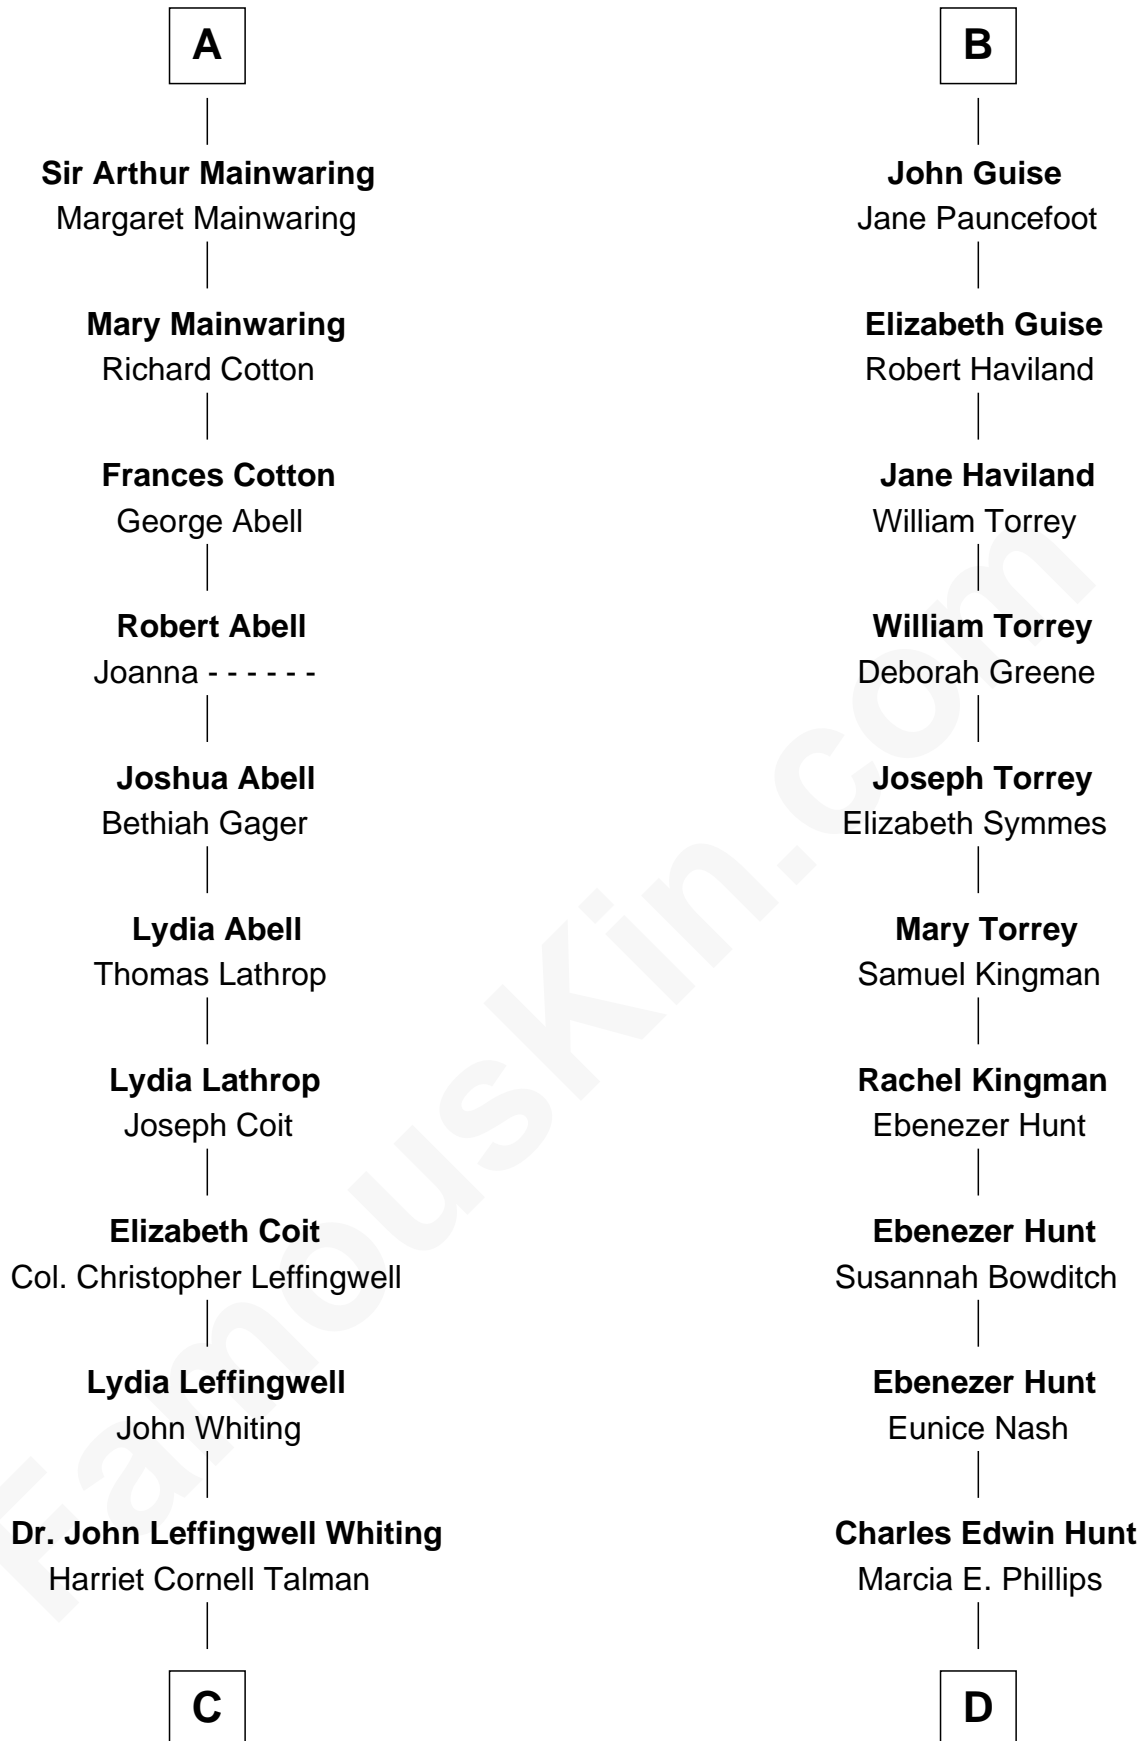 A
Sir Arthur Mainwaring
Margaret Mainwaring
Mary Mainwaring
Richard Cotton
Frances Cotton
George Abell
Robert Abell
Joanna - - - - - -
Joshua Abell
Bethiah Gager
Lydia Abell
Thomas Lathrop
Lydia Lathrop
Joseph Coit
Elizabeth Coit
Col. Christopher Leffingwell
Lydia Leffingwell
John Whiting
Dr. John Leffingwell Whiting
Harriet Cornell Talman
C
B
John Guise
Jane Pauncefoot
Elizabeth Guise
Robert Haviland
Jane Haviland
William Torrey
William Torrey
Deborah Greene
Joseph Torrey
Elizabeth Symmes
Mary Torrey
Samuel Kingman
Rachel Kingman
Ebenezer Hunt
Ebenezer Hunt
Susannah Bowditch
Ebenezer Hunt
Eunice Nash
Charles Edwin Hunt
Marcia E. Phillips
D
FamousKin.com